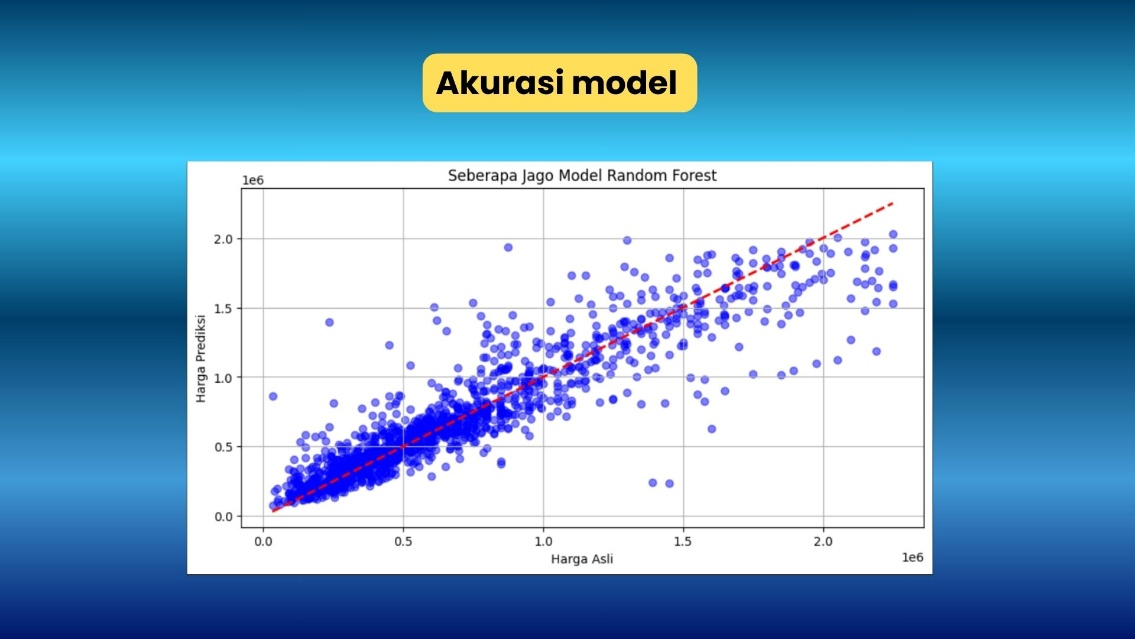 Akurasi model
Seberapa Jago Model Random Forest
1e6
2.0
1.5
1.0
0.5
0.0
Harga Prediksi
0.0 0.5 1.0 1.5 2.0
Harga Asli
1e6